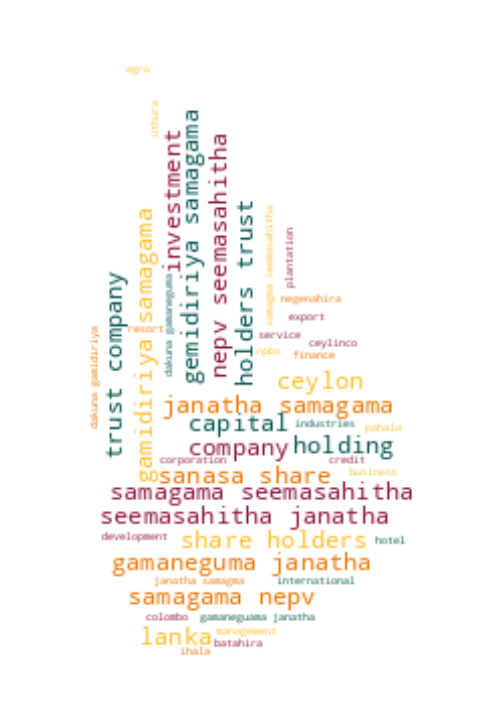 agro
uthura
investment
gemidiriya samagama
nepv seemasahitha
holders trust
gamidiriya samagama
trust company
dakuna gamaneguma
samagma seemasahitha
plantation
negenahira
export
resort
service
ceylinco
dakuna gamidiriya
npbs
finance
ceylon
janatha samagama
capital
industries
pahala
company
holding
corporation
credit
go
sanasa share
business
samagama seemasahitha
seemasahitha janatha
development
share holders
hotel
gamaneguma janatha
janatha samagma
international
samagama nepv
colombo
gamaneguama janatha
lanka
management
batahira
ihala